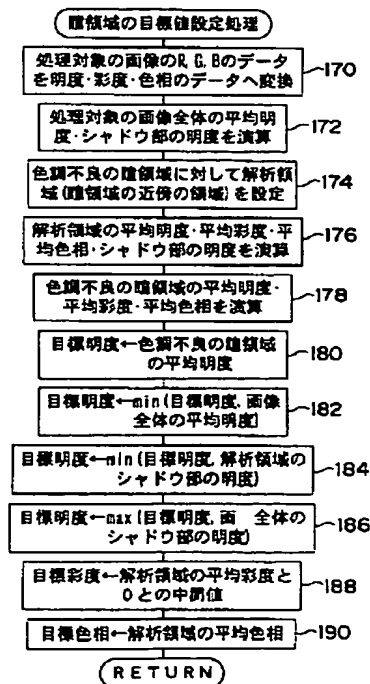 瞳領域の目標値設定処理
処理対象の画像のR,G,Bのデータ
を明度・彩度・色相のデータへ変換
170
処理対象の画像全体の平均明
度・シャドウ部の明度を演算
172
色調不良の瞳領域に対して解析領
域(瞳領域の近傍の領域)を設定
174
解析領域の平均明度・平均彩度・平
均色相・シャドウ部の明度を演算
176
色調不良の瞳領域の平均明度・
平均彩度・平均色相を演算
178
目標明度←色調不良の瞳領域
の平均明度
180
目標明度←min(目標明度,画像
全体の平均明度)
182
目標明度←min(目標明度,解析領域の
シャドウ部の明度)
184
目標明度←max(目標明度,画 全体の
シャドウ部の明度)
186
目標彩度←解析領域の平均彩度と
0との中間値
188
目標色相←解析領域の平均色相
190
RETURN